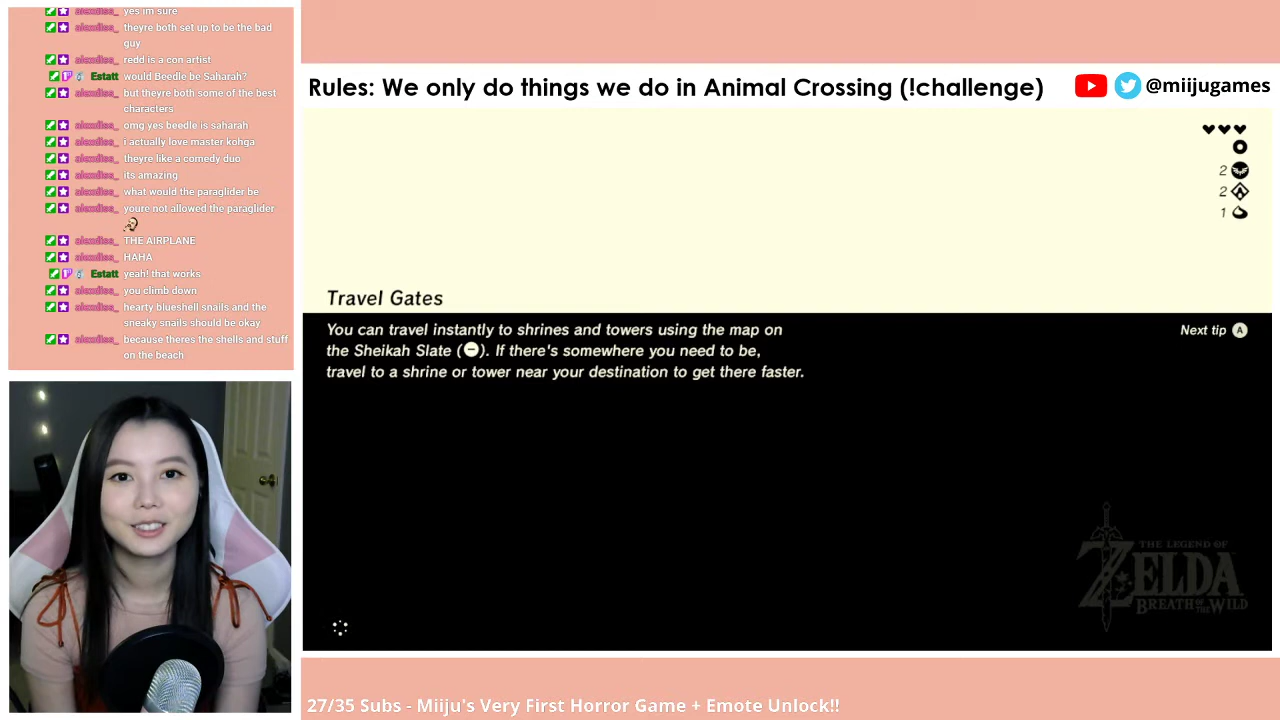 yes im sure
theyre both set up to be the bad
guy
redd is a con artist
Estatt would Beedle be Saharah?
but theyre both some of the best
characters
omg yes beedle is saharah
i actually love master kohga
theyre like a comedy duo
its amazing
what would the paraglider be
youre not allowed the paraglider
THE AIRPLANE
HAHA
Estatt yeah! that works
you climb down
hearty blueshell snails and the
sneaky snails should be okay
because theres the shells and stuff
on the beach
Rules: We only do things we do in Animal Crossing (!challenge)
@miijugames
2
2
1
Travel Gates
You can travel instantly to shrines and towers using the map on
the Sheikah Slate (-). If there's somewhere you need to be,
travel to a shrine or tower near your destination to get there faster.
Next tip A
THE LEGEND OF
ZELDA
BREATH OF THE WILD
27/35 Subs - Miiju's Very First Horror Game + Emote Unlock!!